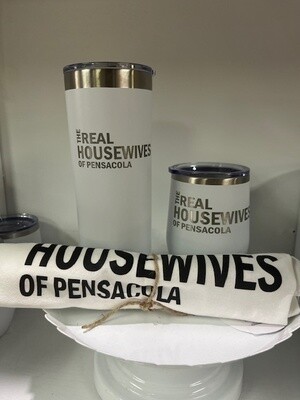 THE REAL
HOUSEWIVES
OF PENSACOLA
THE REAL
HOUSEWIVES
OF PENSACOLA
HOUSEWIVES
OF PENSACOLA